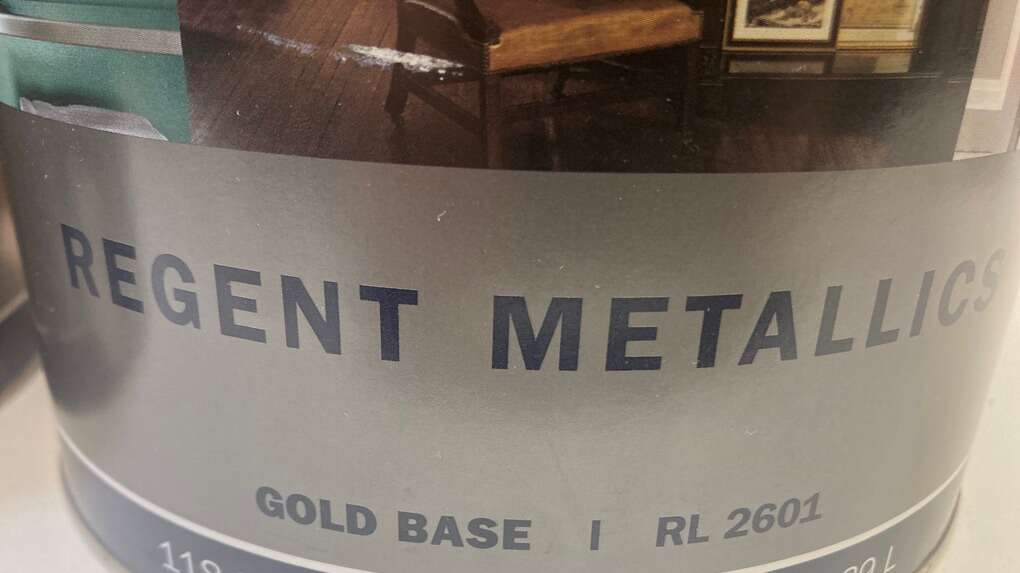 REGENT METALLICS
GOLD BASE | RL 2601